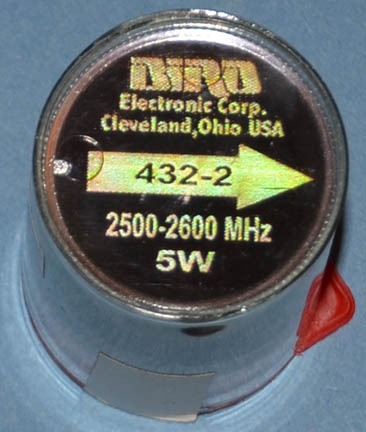 BIRD
Electronic Corp.
Cleveland,Ohio USA
432-2
2500-2600 MHz
5W